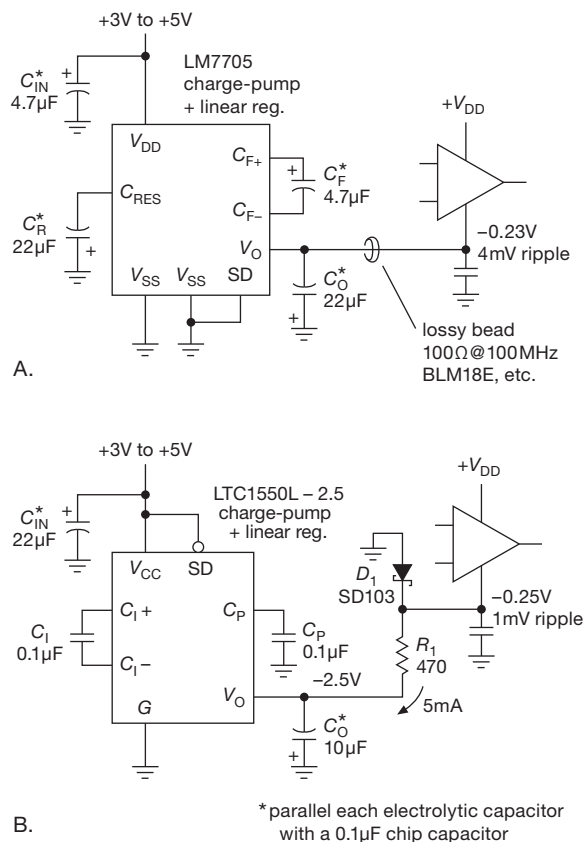 +3V to +5V
C*IN
4.7µF
LM7705
charge-pump
+ linear reg.
VDD
CRES
C*R
22µF
CF+
CF−
C*F
4.7µF
VO
VSS
VSS
SD
C*O
22µF
+VDD
−0.23V
4mV ripple
lossy bead
100Ω@100MHz
BLM18E, etc.
A.
+3V to +5V
C*IN
22µF
LTC1550L – 2.5
charge-pump
+ linear reg.
VCC
SD
CI+
CI−
CI
0.1µF
CP
CP
0.1µF
VO
G
−2.5V
C*O
10µF
D1
SD103
R1
470
5mA
+VDD
−0.25V
1mV ripple
B.
*parallel each electrolytic capacitor
with a 0.1µF chip capacitor